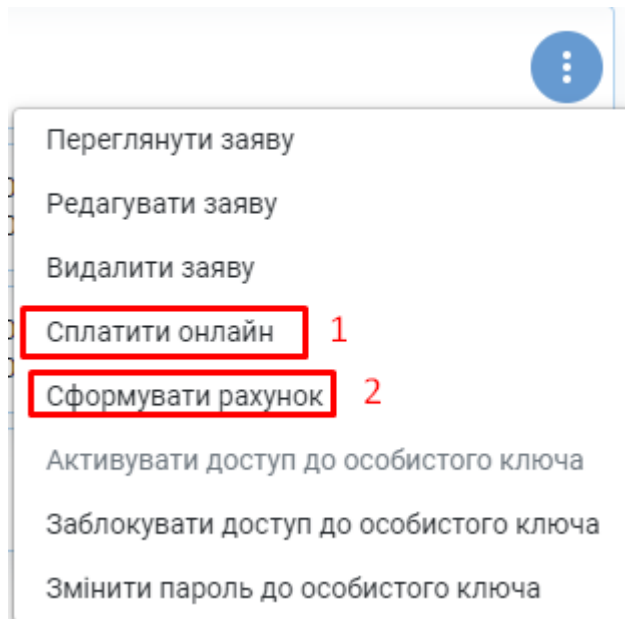 Переглянути заяву
Редагувати заяву
Видалити заяву
Сплатити онлайн 1
Сформувати рахунок 2
Активувати доступ до особистого ключа
Заблокувати доступ до особистого ключа
Змінити пароль до особистого ключа